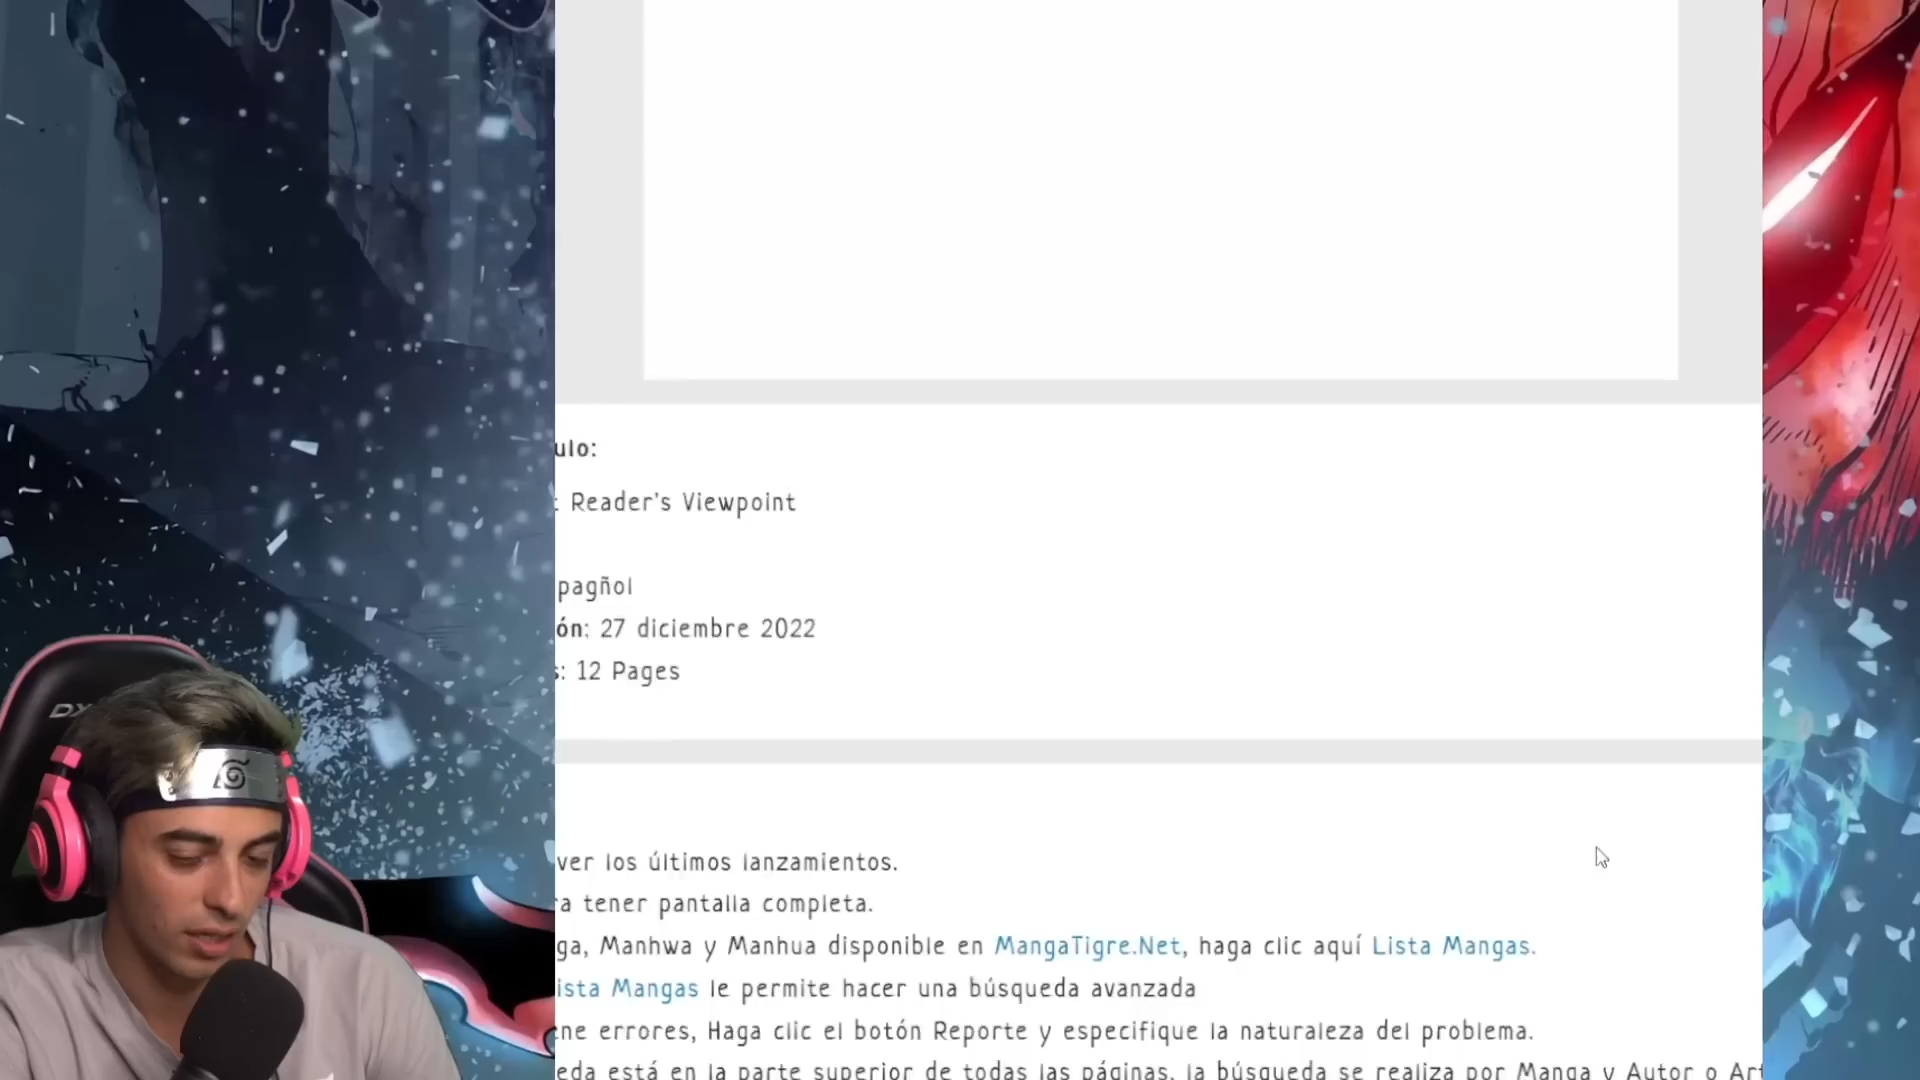 ulo:
: Reader's Viewpoint
pagñol
ón: 27 diciembre 2022
s: 12 Pages
DX
ver los últimos lanzamientos.
ra tener pantalla completa.
ga, Manhwa y Manhua disponible en MangaTigre.Net, haga clic aquí Lista Mangas.
ista Mangas le permite hacer una búsqueda avanzada
ne errores, Haga clic el botón Reporte y especifique la naturaleza del problema.
eda está en la parte superior de todas las páginas, la búsqueda se realiza por Manga y Autor o Art